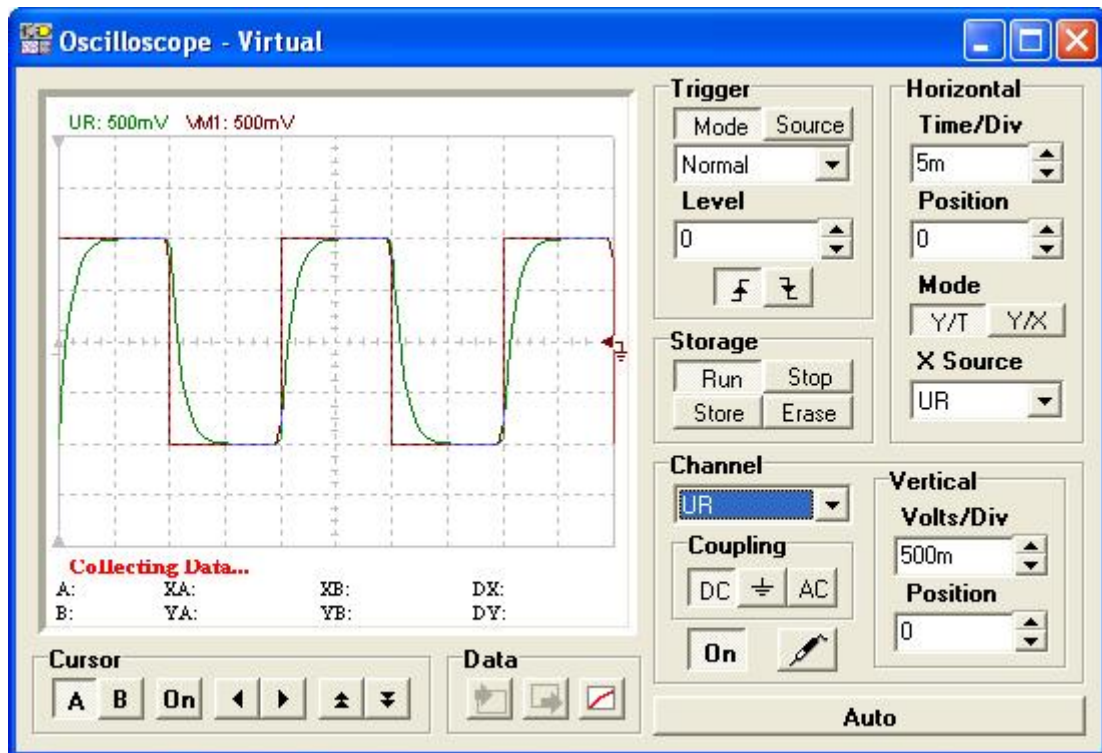 Oscilloscope - Virtual
UR: 500mV VM1: 500mV
Collecting Data...
A: XA: XB: DX:
B: YA: YB: DY:
Cursor
A B On
Data
Trigger
Mode Source
Normal
Level
0
Storage
Run Stop
Store Erase
Horizontal
Time/Div
5m
Position
0
Mode
Y/T Y/X
X Source
UR
Channel
UR
Coupling
DC AC
On
Vertical
Volts/Div
500m
Position
0
Auto